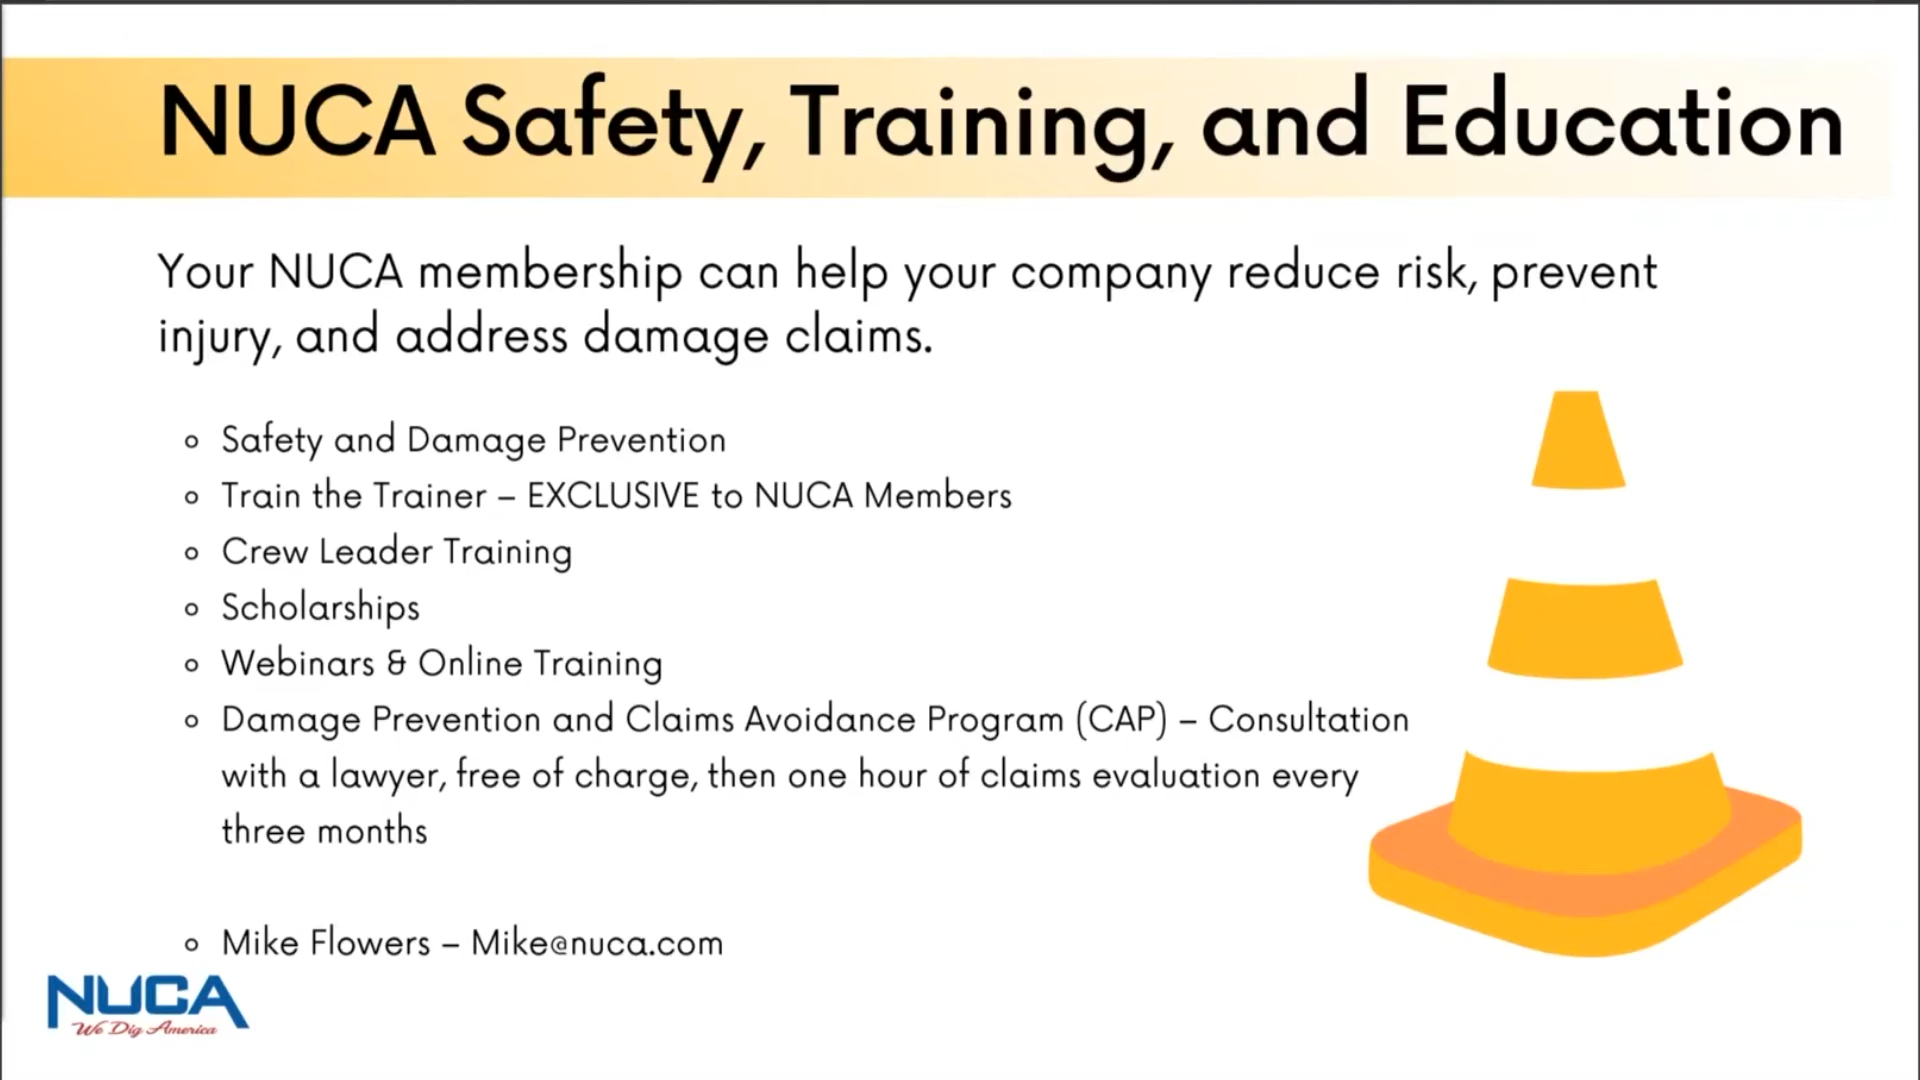 NUCA Safety, Training, and Education
Your NUCA membership can help your company reduce risk, prevent
injury, and address damage claims.
Safety and Damage Prevention
Train the Trainer – EXCLUSIVE to NUCA Members
Crew Leader Training
Scholarships
Webinars & Online Training
Damage Prevention and Claims Avoidance Program (CAP) – Consultation
with a lawyer, free of charge, then one hour of claims evaluation every
three months
Mike Flowers – Mike@nuca.com
NUCA
We Dig America